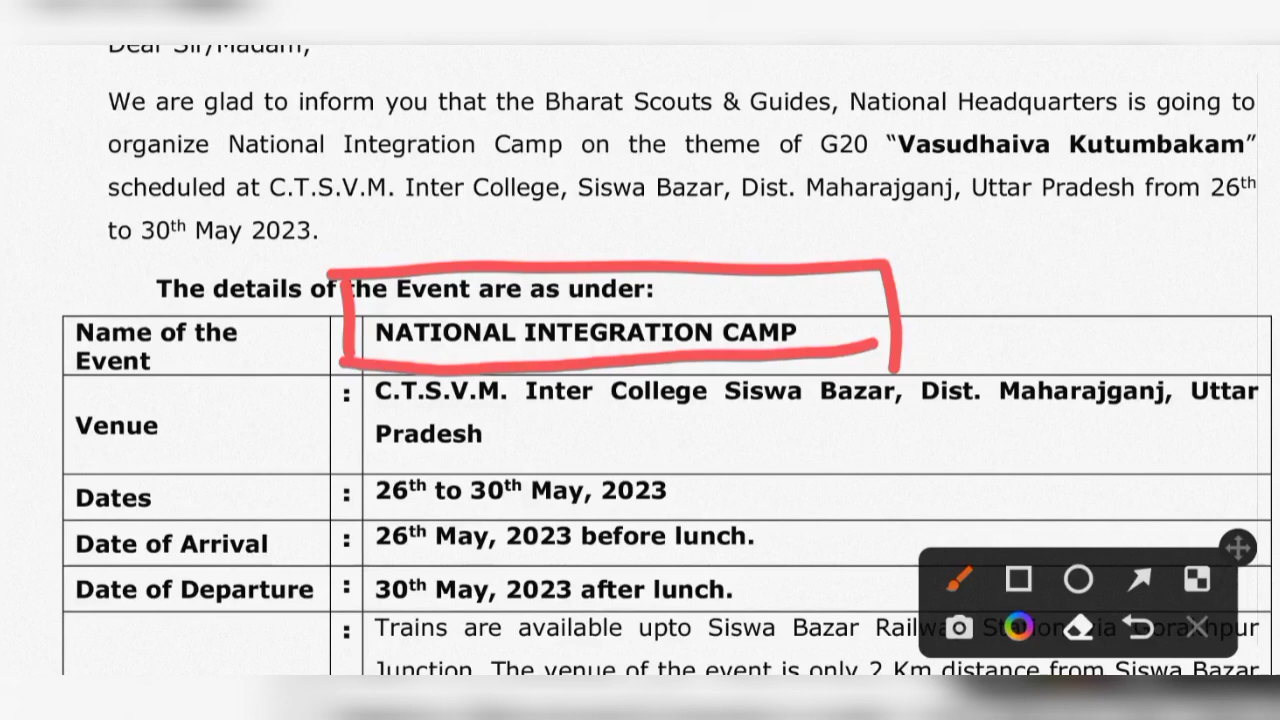 Dear Sir/Madam,
We are glad to inform you that the Bharat Scouts & Guides, National Headquarters is going to
organize National Integration Camp on the theme of G20 “Vasudhaiva Kutumbakam”
scheduled at C.T.S.V.M. Inter College, Siswa Bazar, Dist. Maharajganj, Uttar Pradesh from 26th
to 30th May 2023.
The details of the Event are as under:
Name of the
Event
NATIONAL INTEGRATION CAMP
Venue
:
C.T.S.V.M. Inter College Siswa Bazar, Dist. Maharajganj, Uttar
Pradesh
Dates : 26th to 30th May, 2023
Date of Arrival : 26th May, 2023 before lunch.
Date of Departure : 30th May, 2023 after lunch.
: Trains are available upto Siswa Bazar Railway Station via Gorakhpur
Junction. The venue of the event is only 2 Km distance from Siswa Bazar